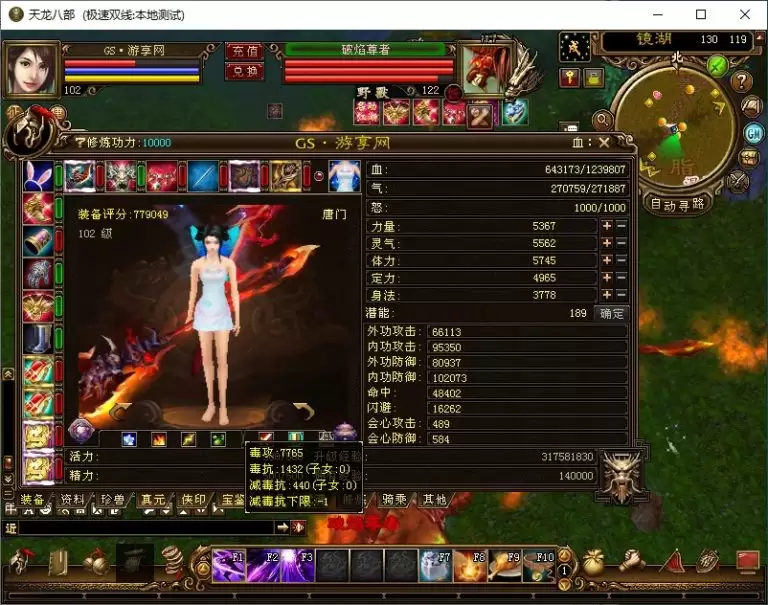 天龙八部 (极速双线:本地测试)
GS·游享网
充值
破焰尊者
兑换
102
野獸
122
镜湖 130 119
北
GM
自动寻路
?修炼功力:10000
GS·游享网
血:
装备评分:779049
唐门
102 级
血: 643173/1239807
气: 270759/271887
怒: 1000/1000
力量: 5367
灵气: 5562
体力: 5745
定力: 4965
身法: 3778
潜能: 189 确定
外功攻击: 66113
内功攻击: 95350
外功防御: 80937
内功防御: 102073
命中: 48402
闪避: 16262
会心攻击: 489
会心防御: 584
活力:
317581830
精力:
140000
毒攻:7765
毒抗:1432(子女:0)
减毒抗:440(子女:0)
减毒抗下限:-1
装备 资料 珍兽 真元 侠印 宝鉴 骑乘 其他
近
F1 F2 F3 F7 F8 F9 F10
1